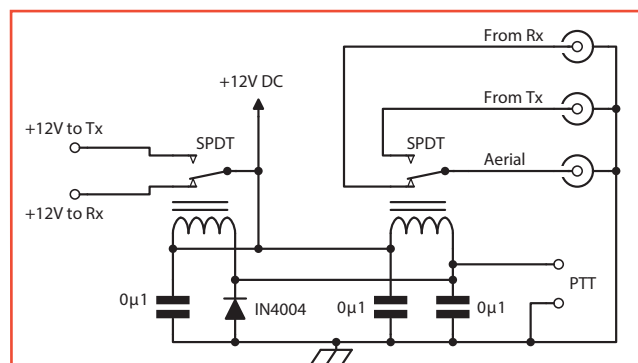 From Rx
+12V DC
From Tx
+12V to Tx
SPDT
SPDT
Aerial
+12V to Rx
PTT
0µ1
IN4004
0µ1
0µ1